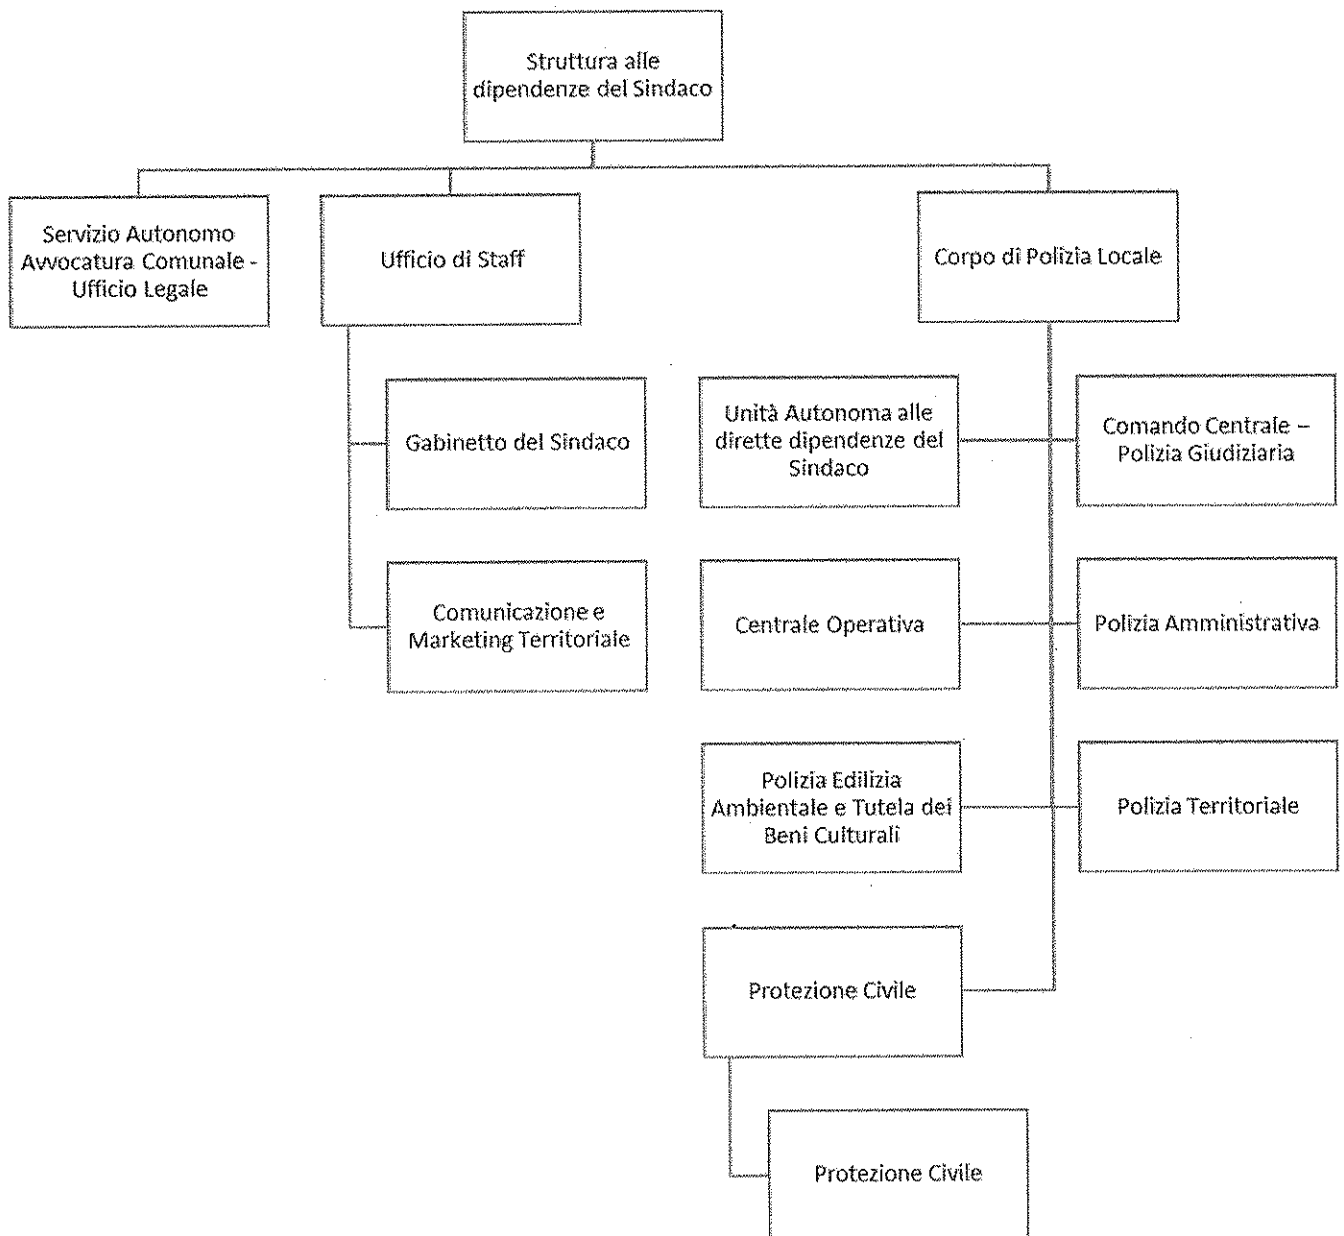 Struttura alle
dipendenze del Sindaco
Servizio Autonomo
Avvocatura Comunale -
Ufficio Legale
Ufficio di Staff
Corpo di Polizia Locale
Gabinetto del Sindaco
Unità Autonoma alle
dirette dipendenze del
Sindaco
Comando Centrale –
Polizia Giudiziaria
Comunicazione e
Marketing Territoriale
Centrale Operativa
Polizia Amministrativa
Polizia Edilizia
Ambientale e Tutela dei
Beni Culturali
Polizia Territoriale
Protezione Civile
Protezione Civile